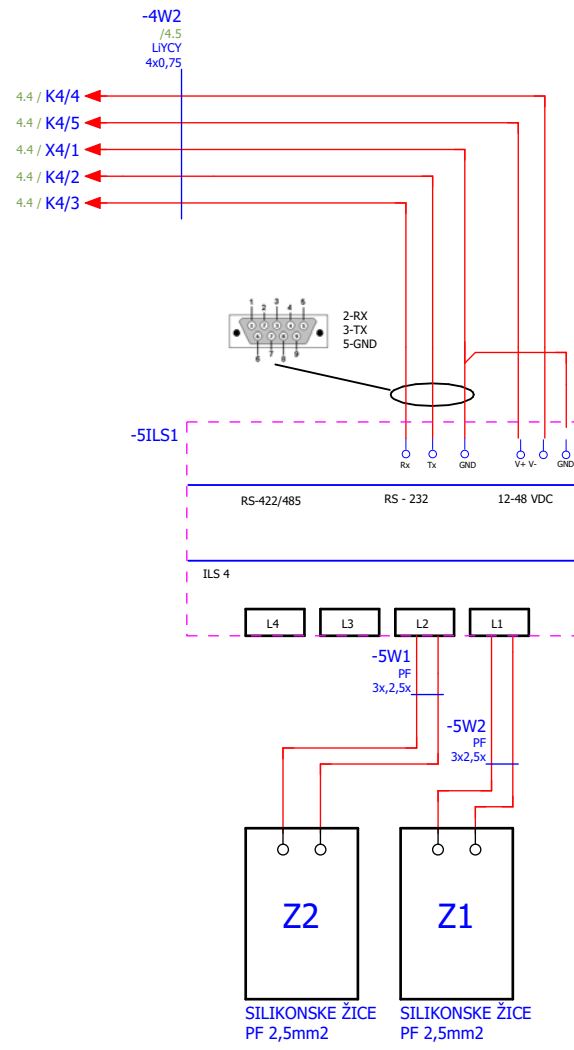 -4W2
/4.5
LiYCY
4x0,75
4.4 / K4/4
4.4 / K4/5
4.4 / X4/1
4.4 / K4/2
4.4 / K4/3
1 2 3 4 5
6 7 8 9
2-RX
3-TX
5-GND
-5ILS1
Rx Tx GND V+ V- GND
RS-422/485 RS - 232 12-48 VDC
ILS 4
L4 L3 L2 L1
-5W1
PF
3x,2,5x
-5W2
PF
3x2,5x
Z2 Z1
SILIKONSKE ŽICE
PF 2,5mm2
SILIKONSKE ŽICE
PF 2,5mm2